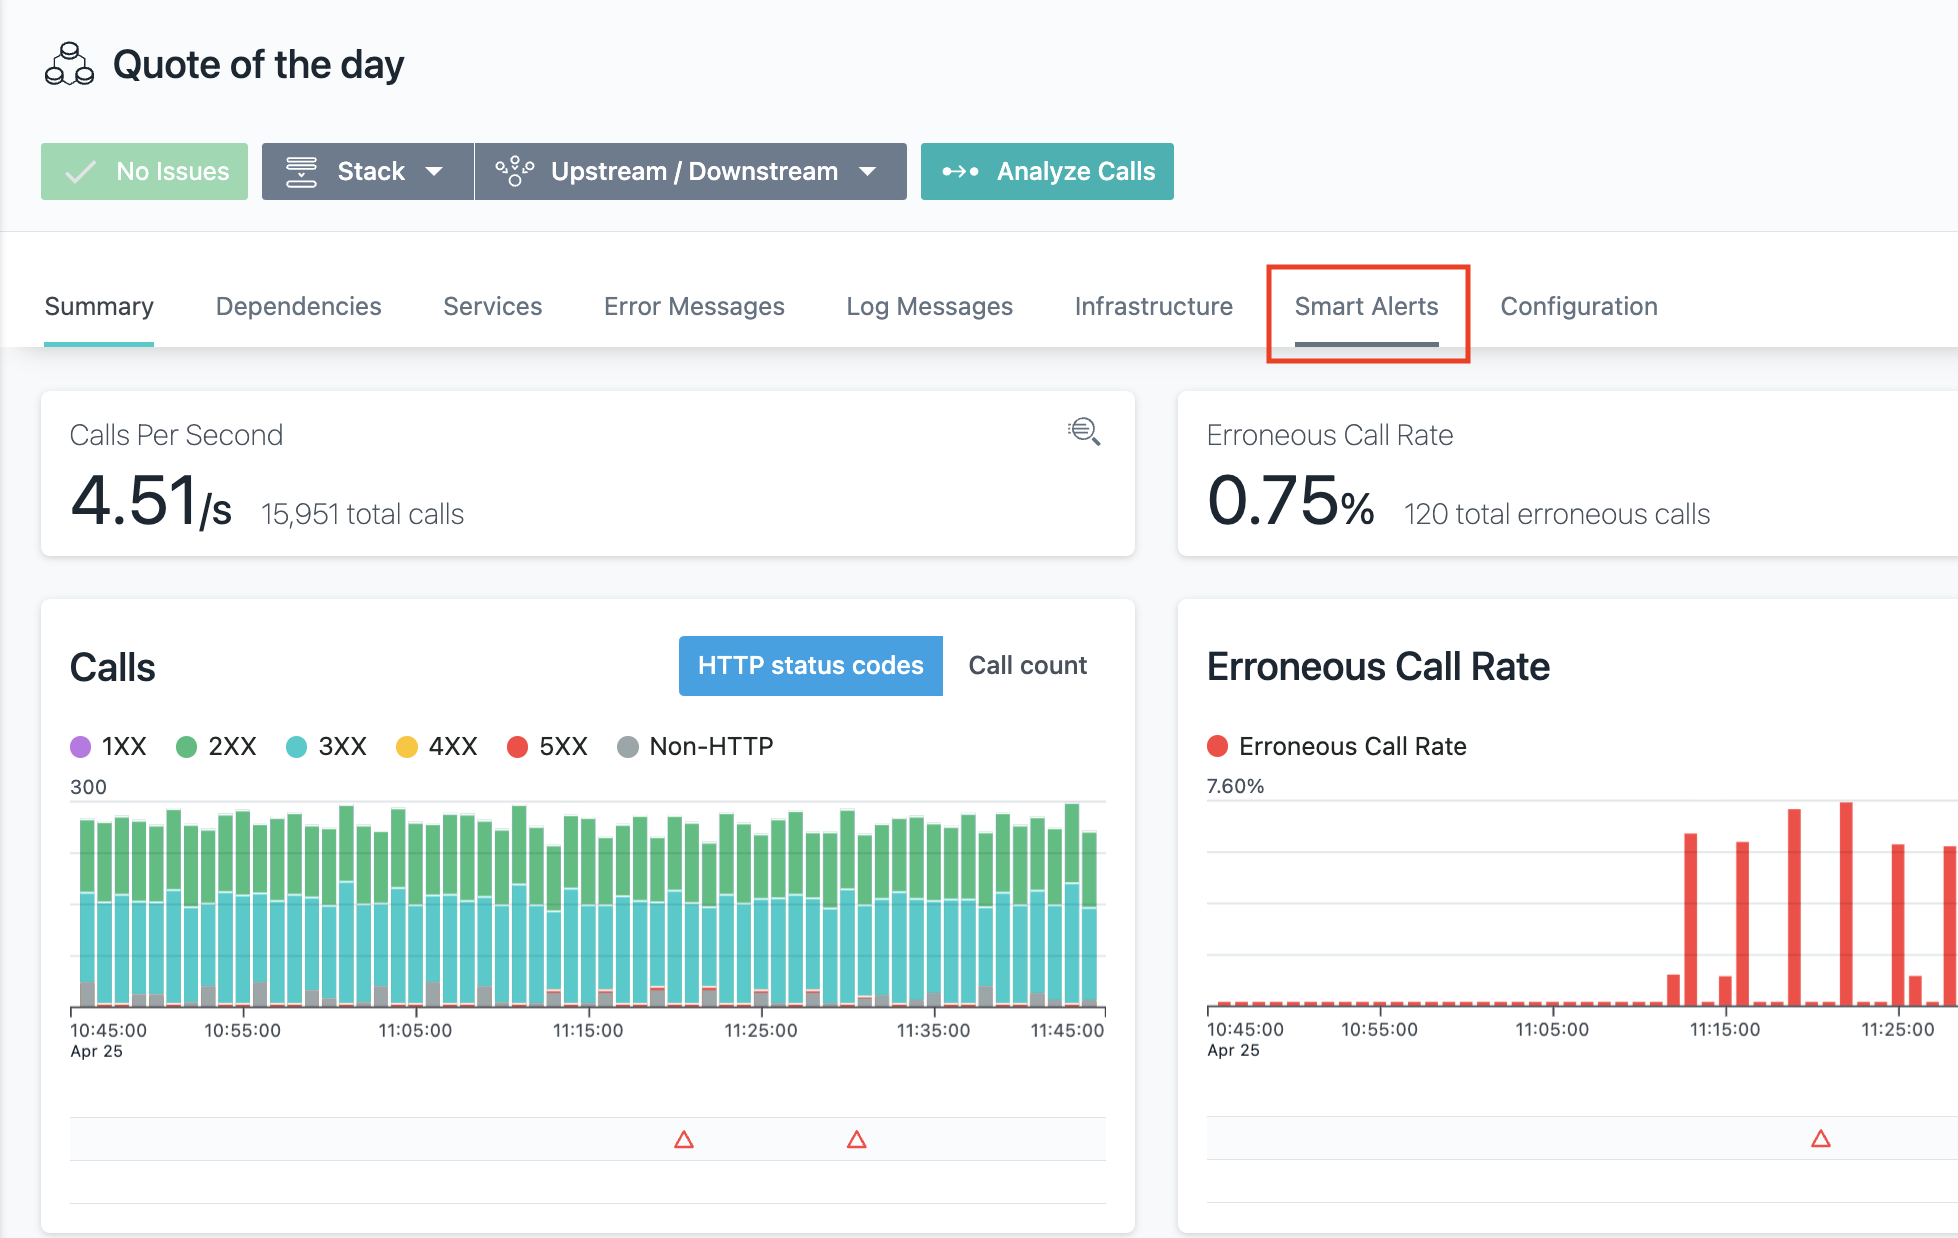 Quote of the day
No Issues
Stack
Upstream / Downstream
Analyze Calls
Summary
Dependencies
Services
Error Messages
Log Messages
Infrastructure
Smart Alerts
Configuration
Calls Per Second
4.51/s 15,951 total calls
Erroneous Call Rate
0.75% 120 total erroneous calls
Calls
HTTP status codes
Call count
1XX 2XX 3XX 4XX 5XX Non-HTTP
300
10:45:00 10:55:00 11:05:00 11:15:00 11:25:00 11:35:00 11:45:00
Apr 25
Erroneous Call Rate
Erroneous Call Rate
7.60%
10:45:00 10:55:00 11:05:00 11:15:00 11:25:00
Apr 25